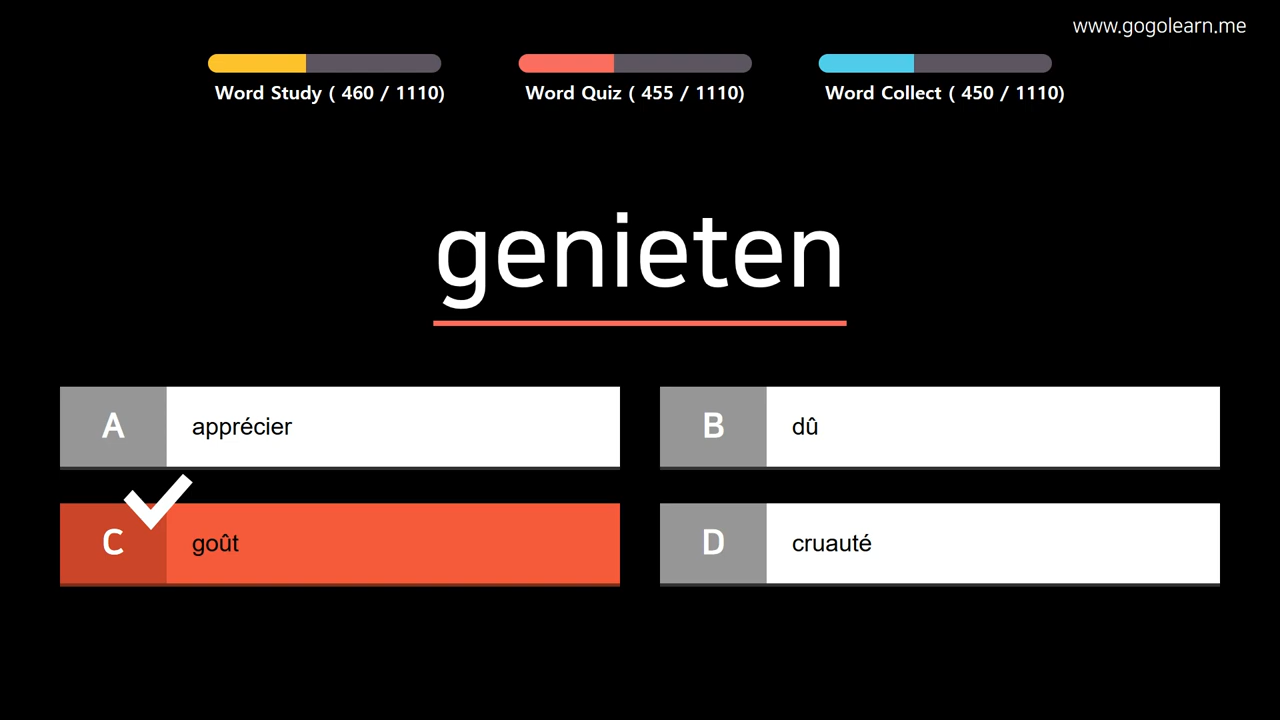 www.gogolearn.me
Word Study ( 460 / 1110)
Word Quiz ( 455 / 1110)
Word Collect ( 450 / 1110)
genieten
A
apprécier
B
dû
C
goût
D
cruauté